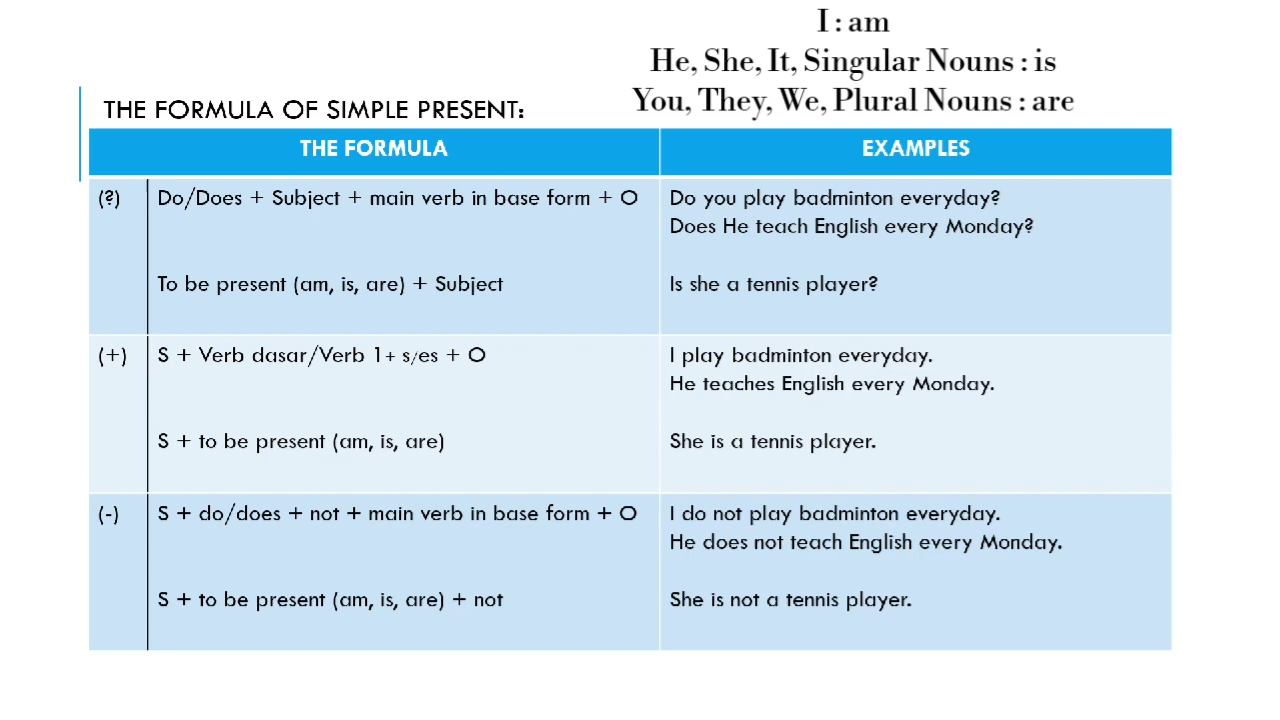 I : am
He, She, It, Singular Nouns : is
You, They, We, Plural Nouns : are
THE FORMULA OF SIMPLE PRESENT:
THE FORMULA
EXAMPLES
(?)
Do/Does + Subject + main verb in base form + O
Do you play badminton everyday?
Does He teach English every Monday?
To be present (am, is, are) + Subject
Is she a tennis player?
(+)
S + Verb dasar/Verb 1+ s/es + O
I play badminton everyday.
He teaches English every Monday.
S + to be present (am, is, are)
She is a tennis player.
(-)
S + do/does + not + main verb in base form + O
I do not play badminton everyday.
He does not teach English every Monday.
S + to be present (am, is, are) + not
She is not a tennis player.